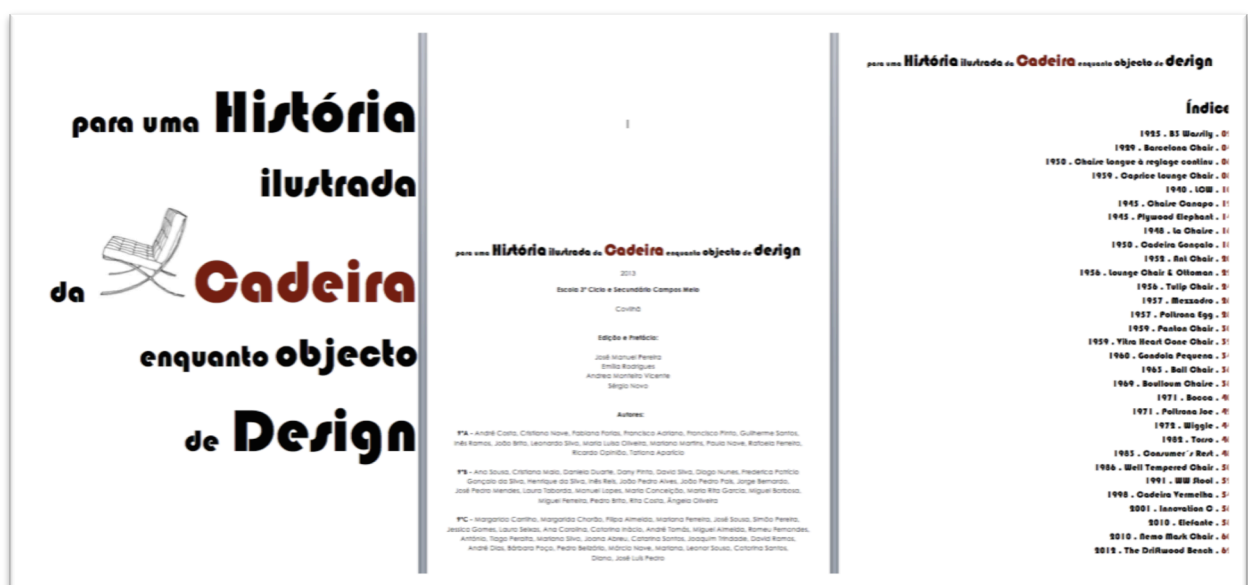 para uma História
ilustrada
da Cadeira
enquanto objecto
de Design
para uma História ilustrada da Cadeira enquanto objecto de design
2013
Escola 2º Ciclo e Secundário Campos Melo
Covilhã
Edição e Prefácio:
José Manuel Pereira
Emília Rodrigues
Andrea Monteiro Vicente
Sérgio Novo
Autores:
9ºA - André Costa, Cristiano Nave, Fabiana Farias, Francisco Adriano, Francisco Pinto, Guilherme Santos,
Inês Ramos, João Brito, Leonardo Silva, Maria Luisa Oliveira, Mariana Martins, Paula Nave, Rafaela Ferreira,
Ricardo Opinião, Tatiana Aparício
9ºB - Ana Sousa, Cristiana Maia, Daniela Duarte, Dany Pinto, David Silva, Diogo Nunes, Frederica Patrício
Gonçalo da Silva, Henrique da Silva, Inês Reis, João Pedro Alves, João Pedro Pais, Jorge Bernardo,
José Pedro Mendes, Laura Taborda, Manuel Lopes, Maria Conceição, Maria Rita Garcia, Miguel Barbosa,
Miguel Ferreira, Pedro Brito, Rita Costa, Ângela Oliveira
9ºC - Margarida Carrilho, Margarida Chorão, Filipa Almeida, Mariana Ferreira, José Sousa, Simão Pereira,
Jessica Gomes, Laura Seixas, Ana Carolina, Catarina Inácio, André Tomás, Miguel Almeida, Romeu Fernandes,
António, Tiago Peralta, Mariana Silva, Joana Abreu, Catarina Santos, Joaquim Trindade, David Ramos,
André Dias, Bárbara Paço, Pedro Belizário, Márcia Nave, Mariana, Leonor Sousa, Catarina Santos,
Diana, José Luís Pedro
para uma História ilustrada da Cadeira enquanto objecto de design
Índice
1925 . B3 Wassily .
1929 . Barcelona Chair .
1930 . Chaise longue à reglage continu .
1939 . Caprice Lounge Chair .
1940 . LCW .
1945 . Chaise Canapo .
1945 . Plywood Elephant .
1948 . La Chaise .
1950 . Cadeira Gonçalo .
1952 . Ant Chair .
1956 . Lounge Chair & Ottoman .
1956 . Tulip Chair .
1957 . Mezzadro .
1957 . Poltrona Egg .
1959 . Panton Chair .
1959 . Vitra Heart Cone Chair .
1960 . Gondola Pequena .
1963 . Ball Chair .
1969 . Bouloum Chaise .
1971 . Bocca .
1971 . Poltrona Joe .
1972 . Wiggle .
1982 . Torso .
1983 . Consumer's Rest .
1986 . Well Tempered Chair .
1991 . WW Stool .
1998 . Cadeira Vermelha .
2001 . Innovation C .
2010 . Elefante .
2010 . Nemo Mask Chair .
2012 . The Driftwood Bench .